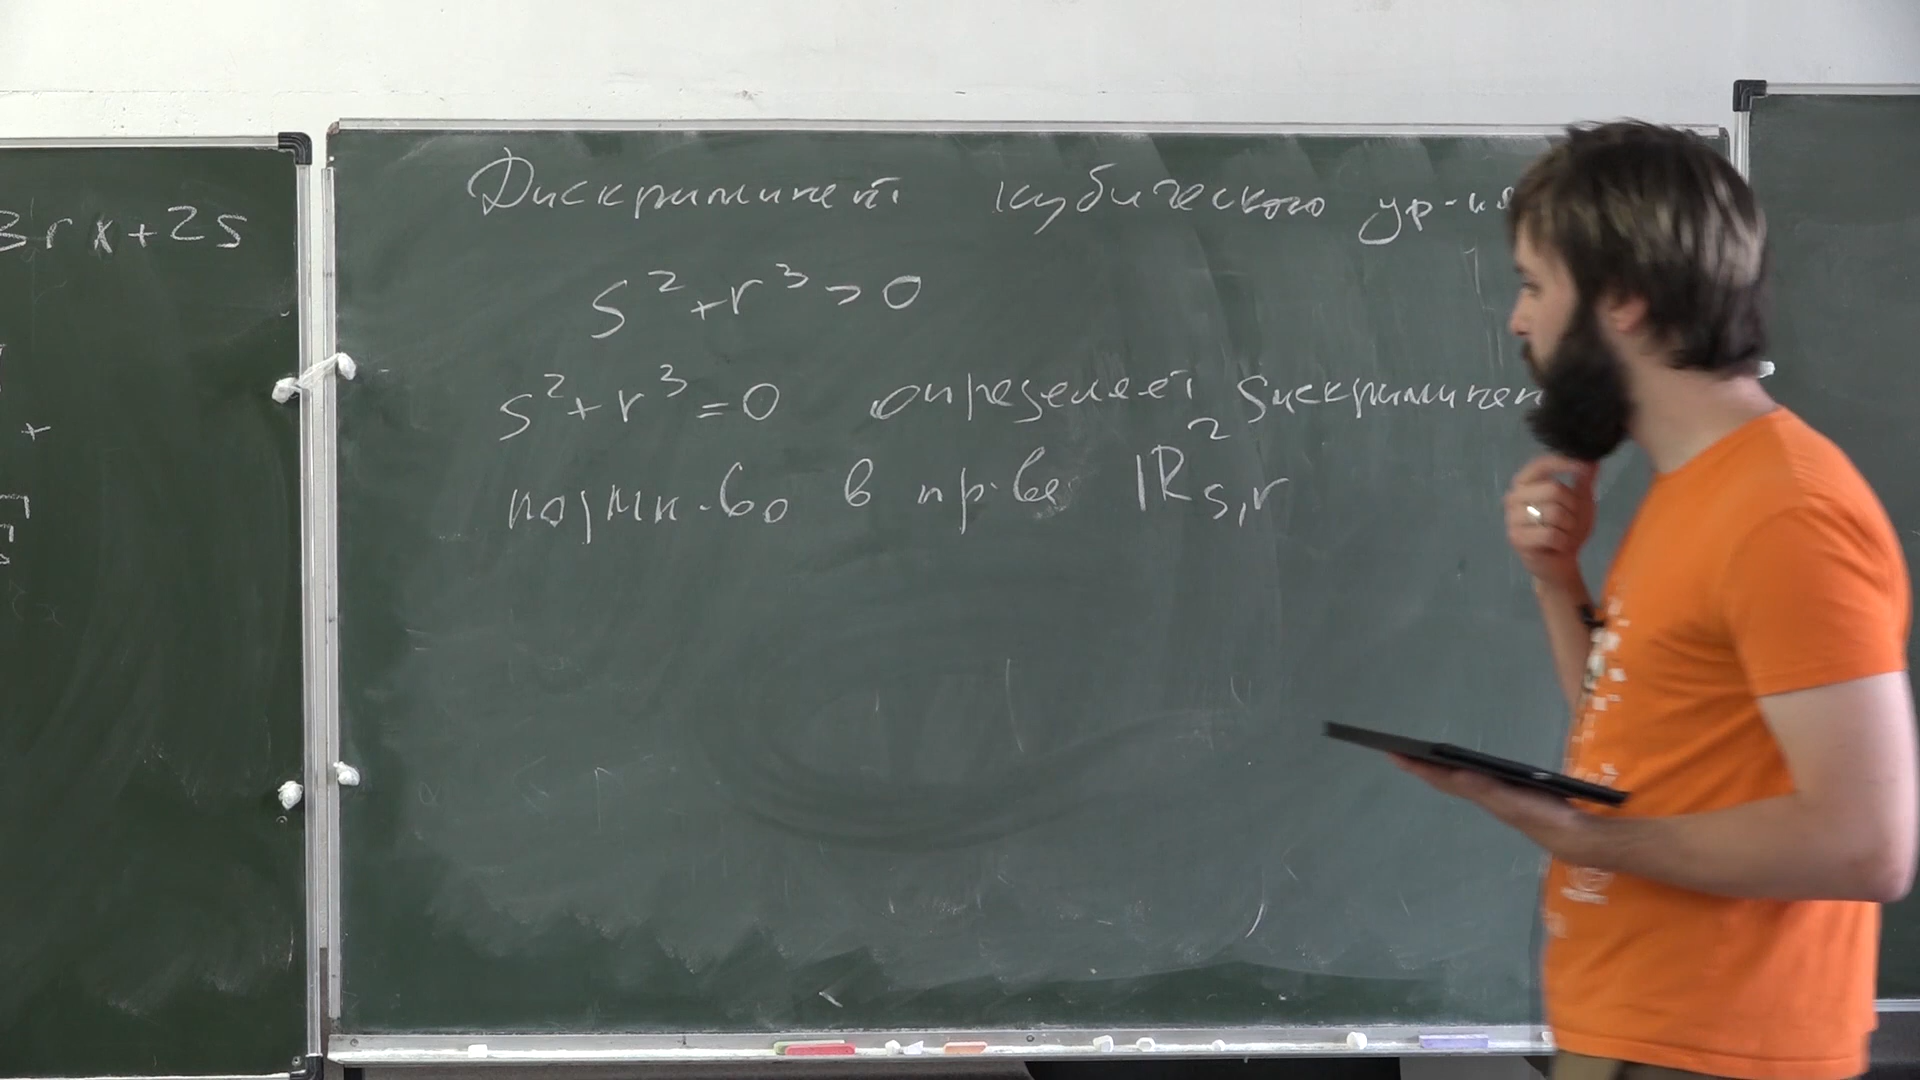 3rx+2s
Дискриминант кубического ур-ия
s²+r³>0
s²+r³=0 определяет дискриминант
подмн-во в пр-ве ℝ²s,r